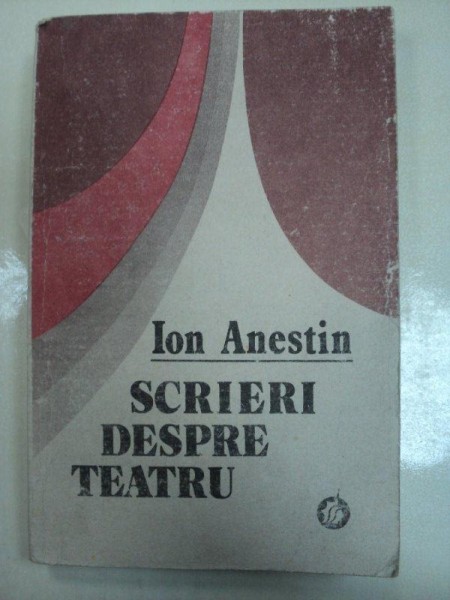 Ion Anestin
SCRIERI
DESPRE
TEATRU